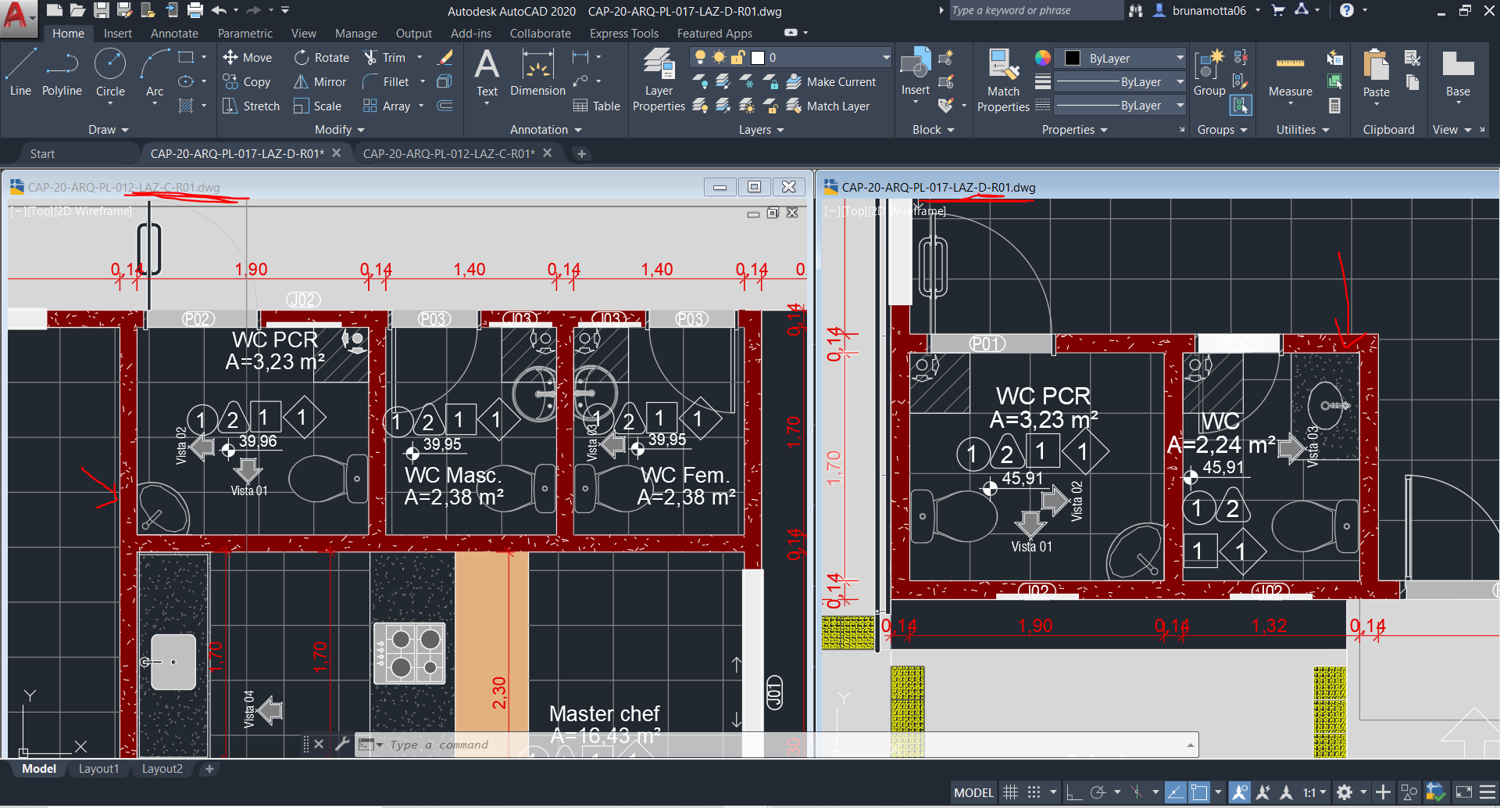 Autodesk AutoCAD 2020 CAP-20-ARQ-PL-017-LAZ-D-R01.dwg
Type a keyword or phrase
brunamotta06
Home Insert Annotate Parametric View Manage Output Add-ins Collaborate Express Tools Featured Apps
Line Polyline Circle Arc
Move Rotate Trim
Copy Mirror Fillet
Stretch Scale Array
Text Dimension Table
Layer Properties
0
Make Current
Match Layer
Insert
Match Properties
ByLayer
ByLayer
ByLayer
Group
Measure
Paste
Base
Draw Modify Annotation Layers Block Properties Groups Utilities Clipboard View
Start CAP-20-ARQ-PL-017-LAZ-D-R01* CAP-20-ARQ-PL-012-LAZ-C-R01*
CAP-20-ARQ-PL-012-LAZ-C-R01.dwg
[−][Top][2D Wireframe]
0,14 1,90 0,14 1,40 0,14 1,40 0,14
J02
P02 P03 J03 J03 P03
0,14
WC PCR
A=3,23 m²
1 2 1 1
1 2 1 1
1 2 1 1
Vista 02
39,96
39,95
Vista 03
39,95
1,70
Vista 01
WC Masc.
A=2,38 m²
WC Fem.
A=2,38 m²
0,14
1,70
1,70
2,30
Vista 04
J01
Master chef
A=16,43 m²
Y
X
CAP-20-ARQ-PL-017-LAZ-D-R01.dwg
[−][Top][2D Wireframe]
0,14
P01
WC PCR
A=3,23 m²
1 2 1 1
45,91
Vista 02
Vista 01
1,70
WC
A=2,24 m²
45,91
Vista 03
1 2
1 1
0,14
J02 J02
0,14 1,90 0,14 1,32 0,14
Y
Type a command
Model Layout1 Layout2
MODEL 1:1